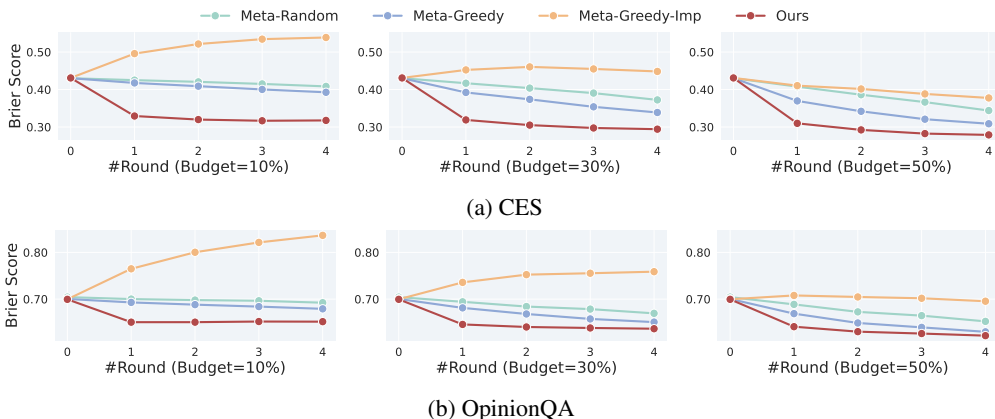 Meta-Random Meta-Greedy Meta-Greedy-Imp Ours
Brier Score
0.50 0.50 0.50
0.40 0.40 0.40
0.30 0.30 0.30
0 1 2 3 4 0 1 2 3 4 0 1 2 3 4
#Round (Budget=10%) #Round (Budget=30%) #Round (Budget=50%)
(a) CES
Brier Score
0.80 0.80 0.80
0.70 0.70 0.70
0 1 2 3 4 0 1 2 3 4 0 1 2 3 4
#Round (Budget=10%) #Round (Budget=30%) #Round (Budget=50%)
(b) OpinionQA